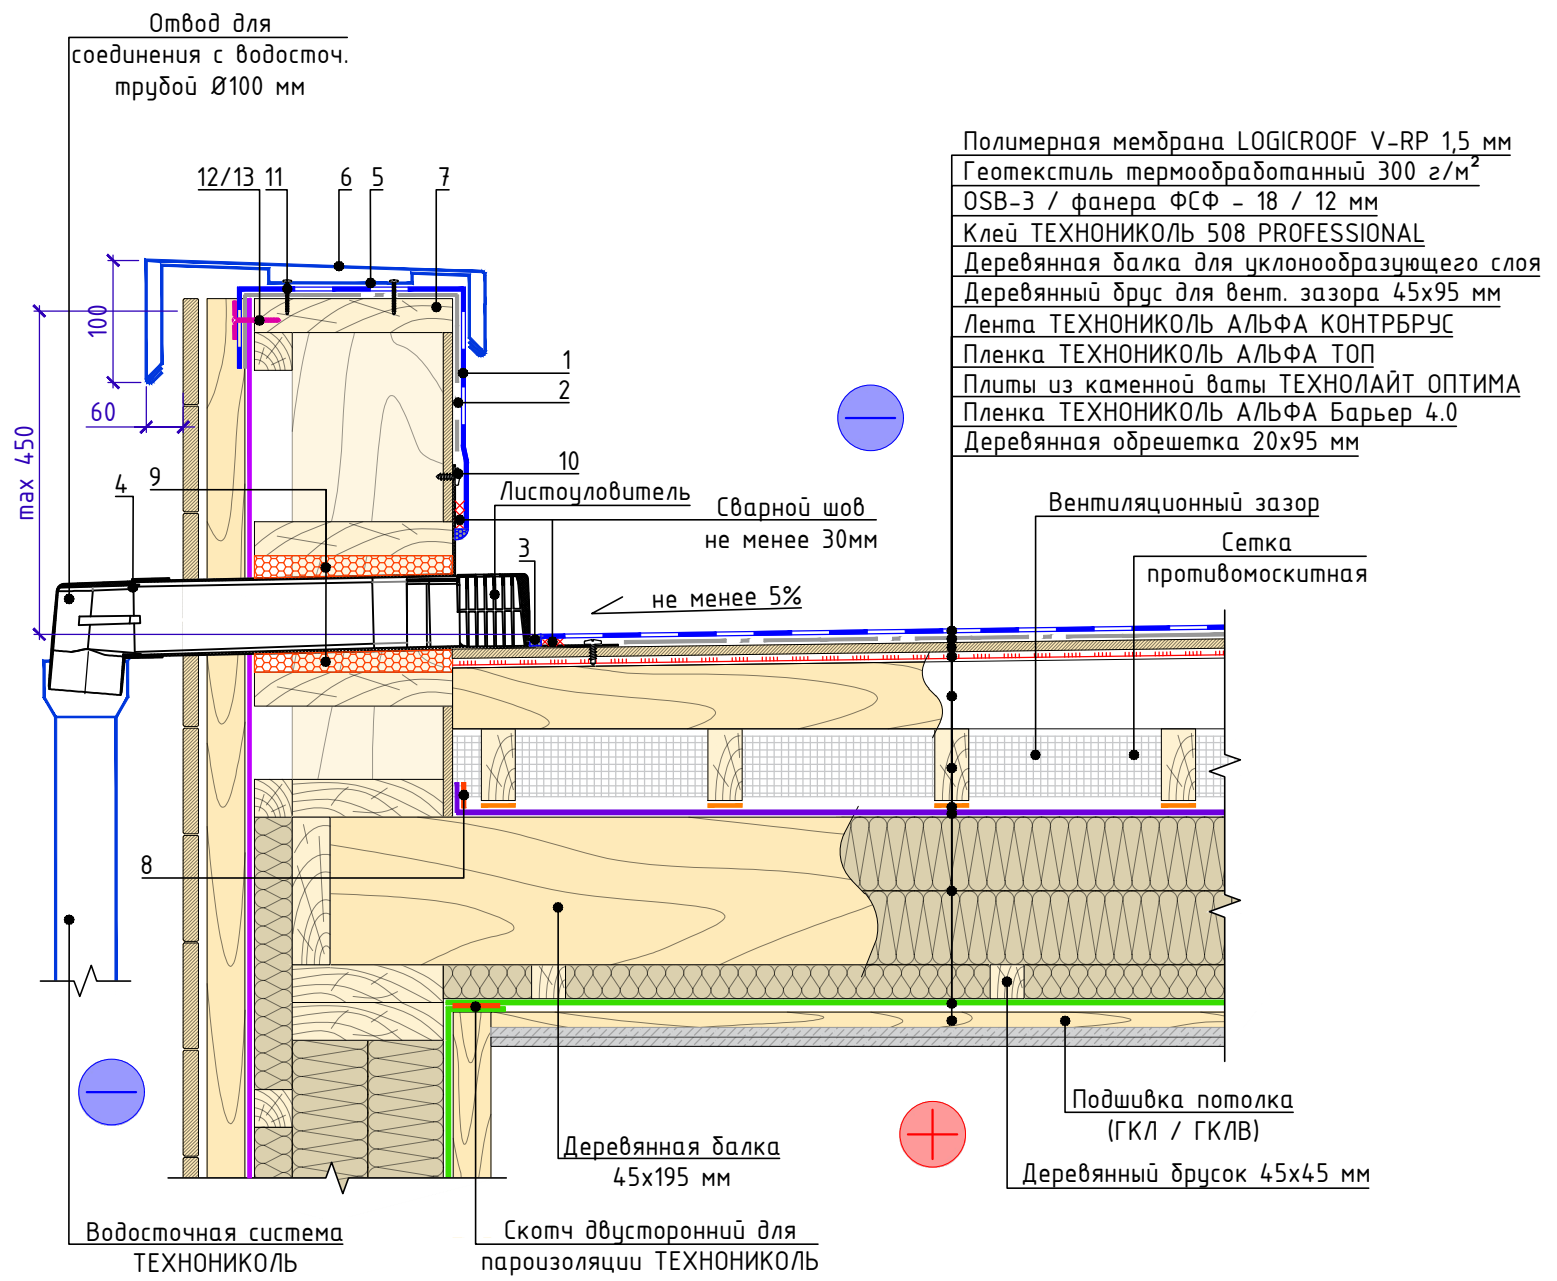 Отвод для
соединения с водосточ.
трубой Ø100 мм
12/13 11 6 5 7
Полимерная мембрана LOGICROOF V-RP 1,5 мм
Геотекстиль термообработанный 300 г/м²
OSB-3 / фанера ФСФ - 18 / 12 мм
Клей ТЕХНОНИКОЛЬ 508 PROFESSIONAL
Деревянная балка для уклонообразующего слоя
Деревянный брус для вент. зазора 45х95 мм
Лента ТЕХНОНИКОЛЬ АЛЬФА КОНТРБРУС
Пленка ТЕХНОНИКОЛЬ АЛЬФА ТОП
Плиты из каменной ваты ТЕХНОЛАЙТ ОПТИМА
Пленка ТЕХНОНИКОЛЬ АЛЬФА Барьер 4.0
Деревянная обрешетка 20х95 мм
100
60
max 450
1
2
10
9
4
Листоуловитель
Сварной шов
не менее 30мм
3
не менее 5%
Вентиляционный зазор
Сетка
противомоскитная
8
Подшивка потолка
(ГКЛ / ГКЛВ)
Деревянный брусок 45х45 мм
Деревянная балка
45х195 мм
Скотч двусторонний для
пароизоляции ТЕХНОНИКОЛЬ
Водосточная система
ТЕХНОНИКОЛЬ